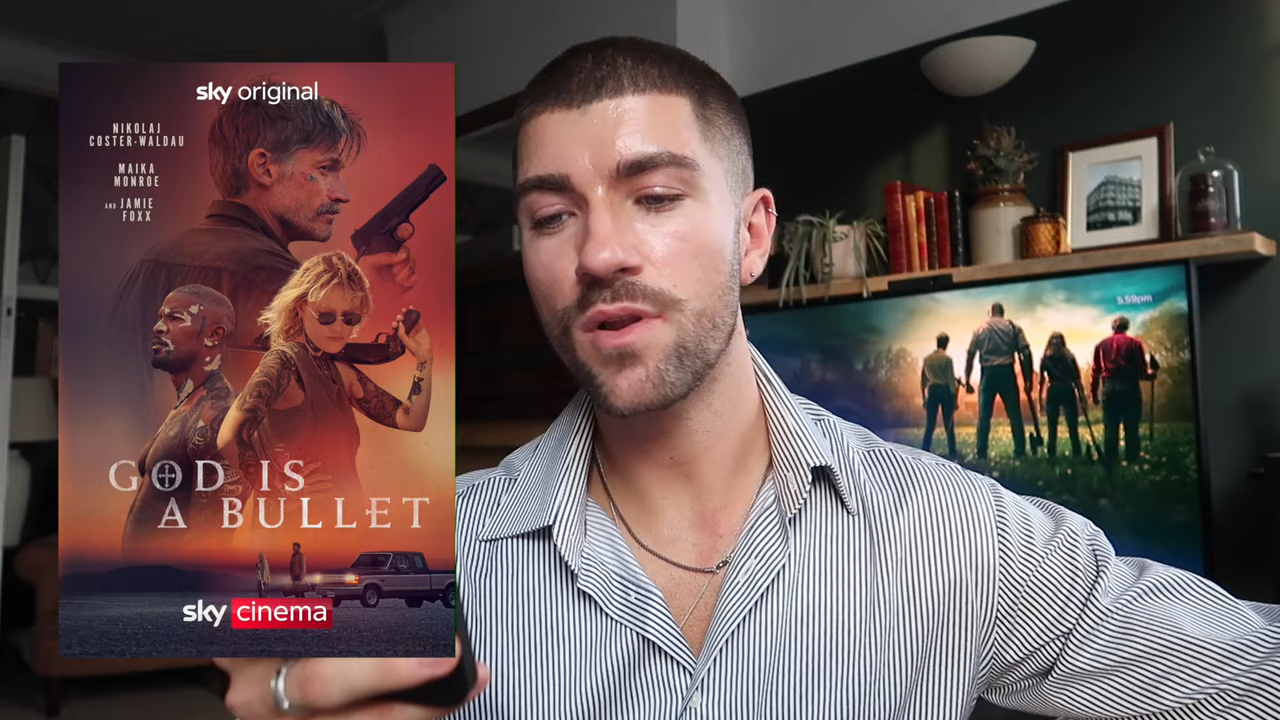 sky original
NIKOLAJ
COSTER-WALDAU
MAIKA
MONROE
AND JAMIE
FOXX
GOD IS
A BULLET
sky cinema
5.59pm